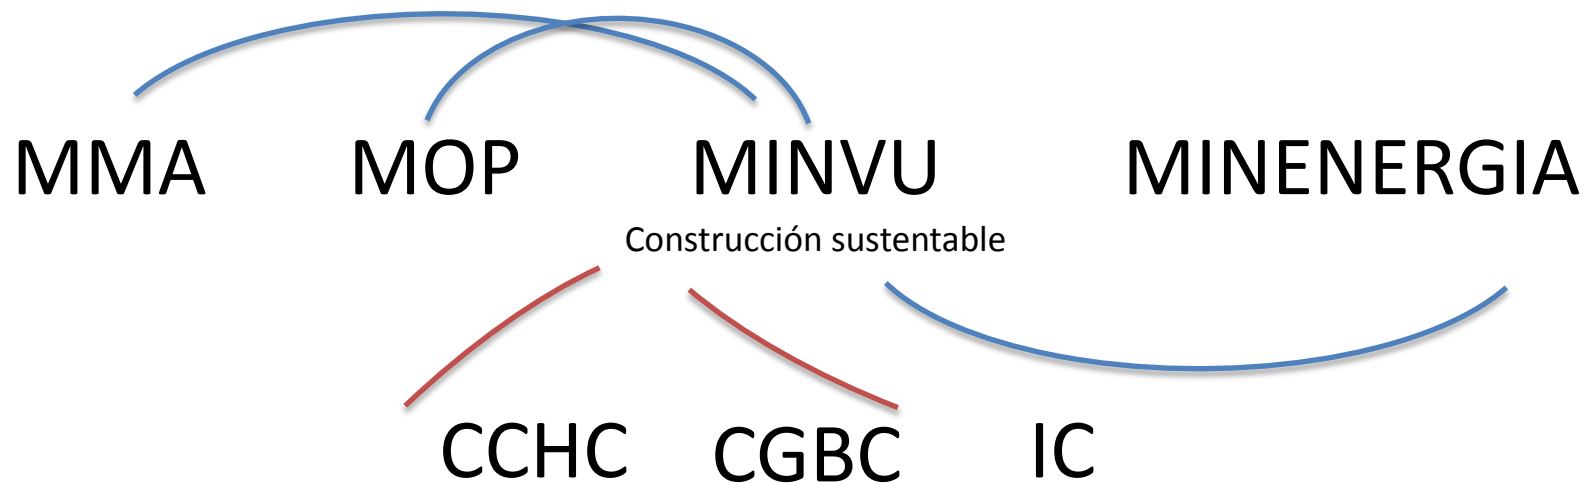 MMA MOP MINVU MINENERGIA
Construcción sustentable
CCHC CGBC IC